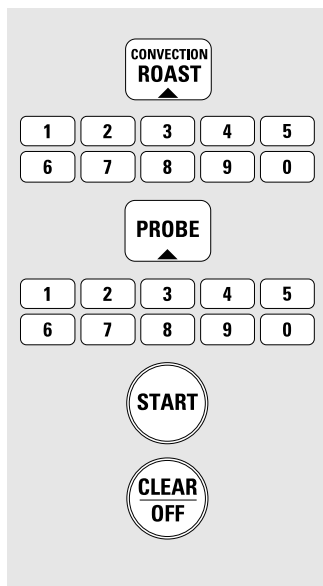 CONVECTION
ROAST
1 2 3 4 5
6 7 8 9 0
PROBE
1 2 3 4 5
6 7 8 9 0
START
CLEAR
OFF